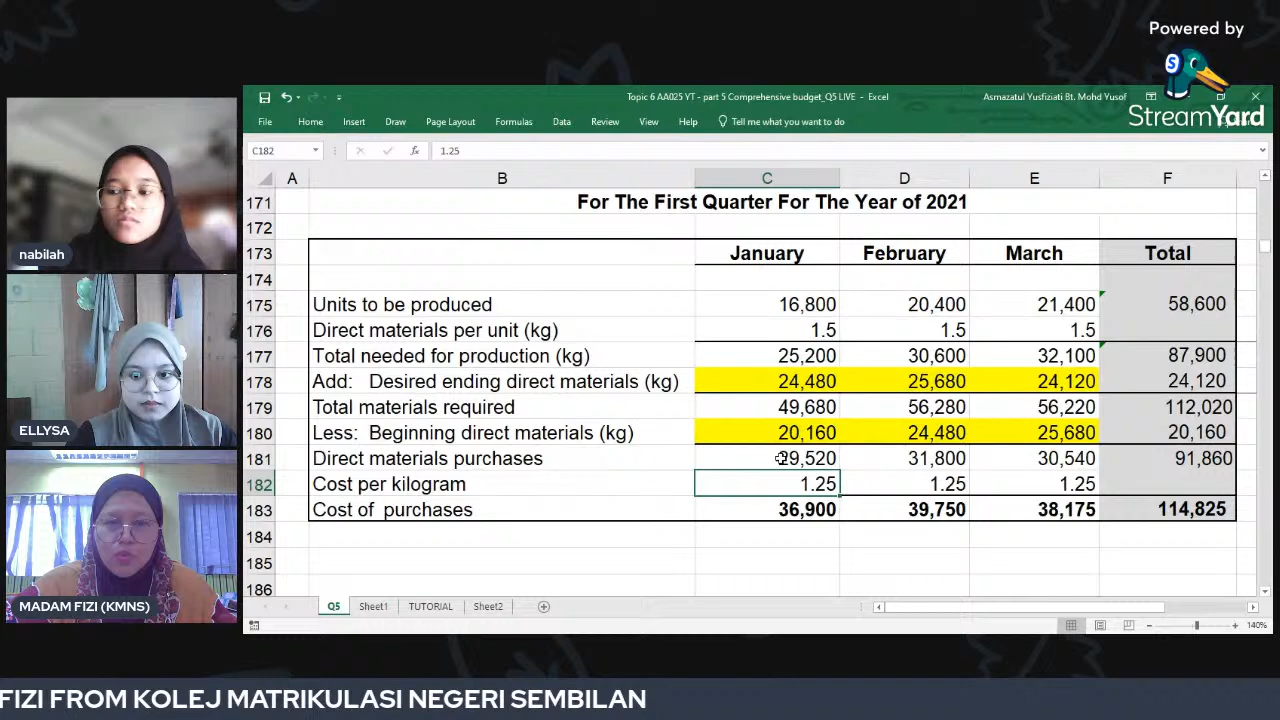 Powered by
StreamYard
nabilah
ELLYSA
MADAM FIZI (KMNS)
Topic 6 AA025 YT - part 5 Comprehensive budget_Q5 LIVE - Excel
Asmazatul Yusfiziati Bt. Mohd Yusof
File Home Insert Draw Page Layout Formulas Data Review View Help Tell me what you want to do
C182 fx 1.25
A B C D E F
171 For The First Quarter For The Year of 2021
172
173 January February March Total
174
175 Units to be produced 16,800 20,400 21,400 58,600
176 Direct materials per unit (kg) 1.5 1.5 1.5
177 Total needed for production (kg) 25,200 30,600 32,100 87,900
178 Add: Desired ending direct materials (kg) 24,480 25,680 24,120 24,120
179 Total materials required 49,680 56,280 56,220 112,020
180 Less: Beginning direct materials (kg) 20,160 24,480 25,680 20,160
181 Direct materials purchases 29,520 31,800 30,540 91,860
182 Cost per kilogram 1.25 1.25 1.25
183 Cost of purchases 36,900 39,750 38,175 114,825
184
185
186
Q5 Sheet1 TUTORIAL Sheet2
140%
FIZI FROM KOLEJ MATRIKULASI NEGERI SEMBILAN